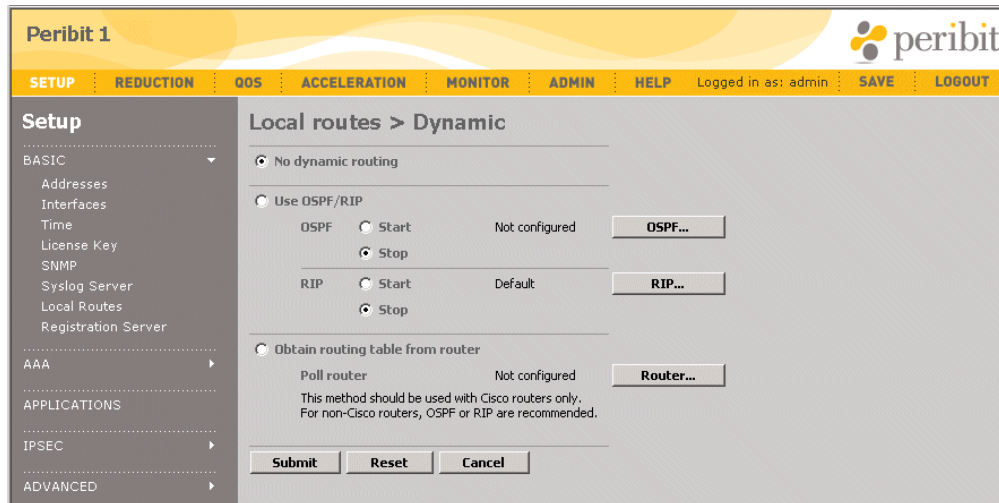 Peribit 1
peribit
SETUP REDUCTION QOS ACCELERATION MONITOR ADMIN HELP Logged in as: admin SAVE LOGOUT
Setup
BASIC
Addresses
Interfaces
Time
License Key
SNMP
Syslog Server
Local Routes
Registration Server
AAA
APPLICATIONS
IPSEC
ADVANCED
Local routes > Dynamic
No dynamic routing
Use OSPF/RIP
OSPF Start Not configured OSPF...
Stop
RIP Start Default RIP...
Stop
Obtain routing table from router
Poll router Not configured Router...
This method should be used with Cisco routers only.
For non-Cisco routers, OSPF or RIP are recommended.
Submit Reset Cancel